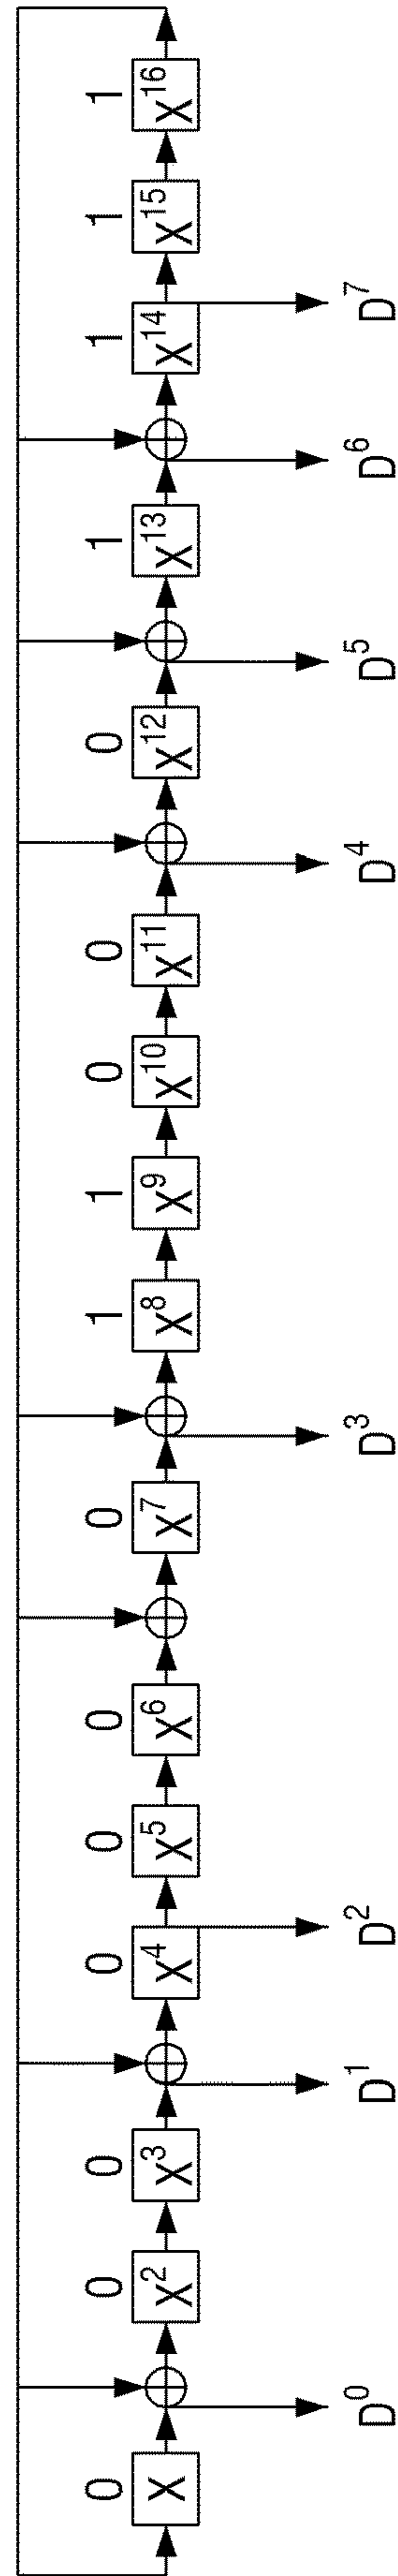 0 0 0 0 0 0 0 1 1 0 0 0 1 1 1 1
X X² X³ X⁴ X⁵ X⁶ X⁷ X⁸ X⁹ X¹⁰ X¹¹ X¹² X¹³ X¹⁴ X¹⁵ X¹⁶
D⁰ D¹ D² D³ D⁴ D⁵ D⁶ D⁷